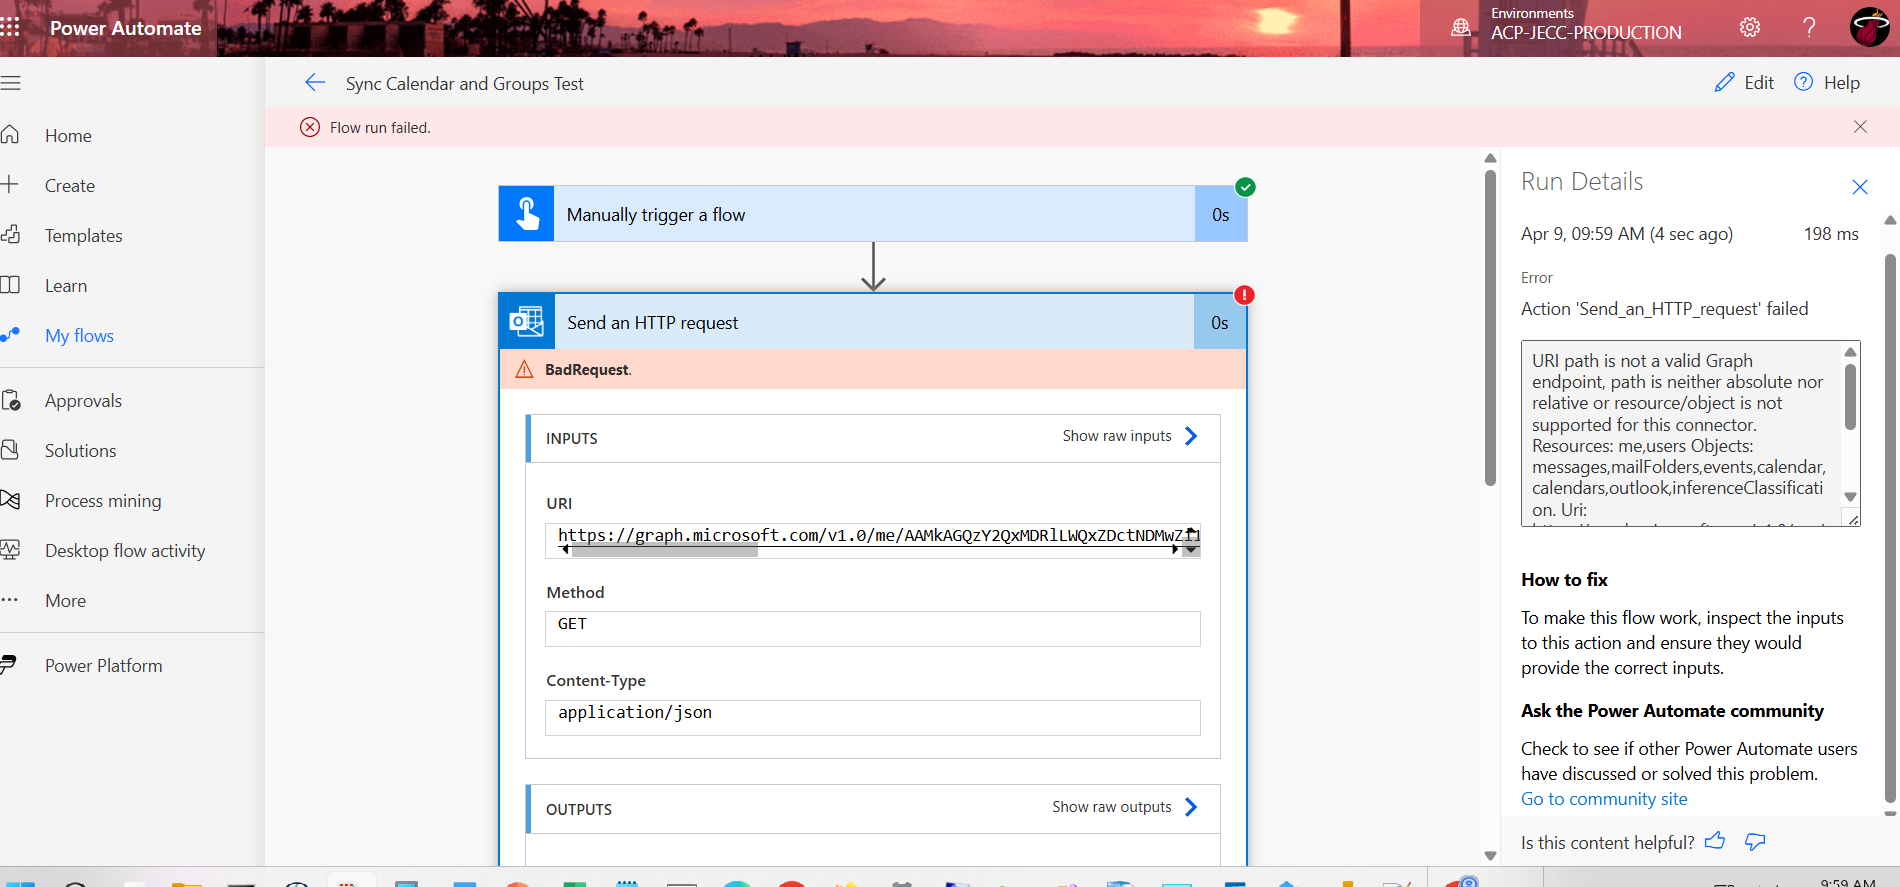 Power Automate
Environments
ACP-JECC-PRODUCTION
Sync Calendar and Groups Test
Edit
Help
Flow run failed.
Home
Create
Templates
Learn
My flows
Approvals
Solutions
Process mining
Desktop flow activity
More
Power Platform
Manually trigger a flow
0s
Send an HTTP request
0s
BadRequest.
INPUTS
Show raw inputs
URI
https://graph.microsoft.com/v1.0/me/AAMkAGQzY2QxMDRlLWQxZDctNDMwZi1
Method
GET
Content-Type
application/json
OUTPUTS
Show raw outputs
Run Details
Apr 9, 09:59 AM (4 sec ago)
198 ms
Error
Action 'Send_an_HTTP_request' failed
URI path is not a valid Graph
endpoint, path is neither absolute nor
relative or resource/object is not
supported for this connector.
Resources: me,users Objects:
messages,mailFolders,events,calendar,
calendars,outlook,inferenceClassificati
on. Uri:
How to fix
To make this flow work, inspect the inputs
to this action and ensure they would
provide the correct inputs.
Ask the Power Automate community
Check to see if other Power Automate users
have discussed or solved this problem.
Go to community site
Is this content helpful?
9:59 AM